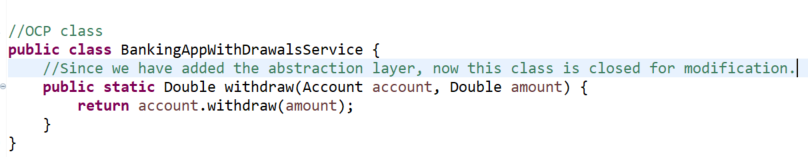 //OCP class
public class BankingAppWithDrawalsService {
//Since we have added the abstraction layer, now this class is closed for modification.
public static Double withdraw(Account account, Double amount) {
return account.withdraw(amount);
}
}